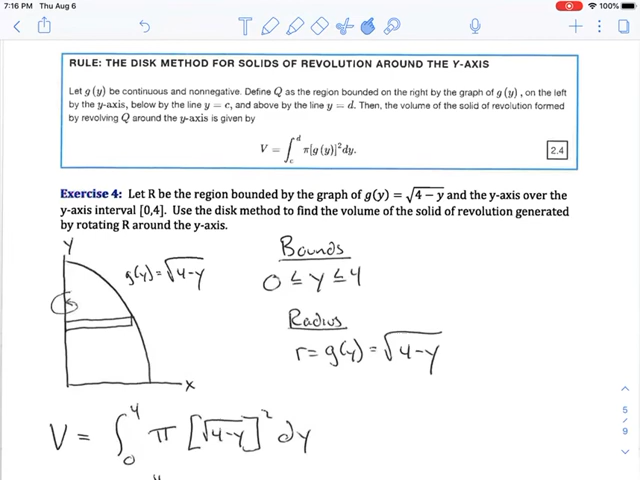 7:16 PM Thu Aug 6
100%
RULE: THE DISK METHOD FOR SOLIDS OF REVOLUTION AROUND THE Y-AXIS
Let g(y) be continuous and nonnegative. Define Q as the region bounded on the right by the graph of g(y), on the left
by the y-axis, below by the line y = c, and above by the line y = d. Then, the volume of the solid of revolution formed
by revolving Q around the y-axis is given by
V = ∫_c^d π[g(y)]² dy.
2.4
Exercise 4: Let R be the region bounded by the graph of g(y) = √(4 − y) and the y-axis over the
y-axis interval [0,4]. Use the disk method to find the volume of the solid of revolution generated
by rotating R around the y-axis.
Y
g(y) = √(4-y)
x
Bounds
0 ≤ y ≤ 4
Radius
r = g(y) = √(4-y)
V = ∫_0^4 π [√(4-y)]² dy
5
/
9